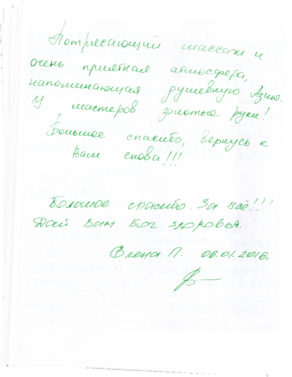 Потрясающий массаж и
очень приятная атмосфера,
напоминающая душевную Азию.
У мастеров золотые руки!
Большое спасибо, вернусь к
Вам снова!!!
Большое спасибо. За всё!!!
Дай Вам Бог здоровья.
Елена П. 06.01.2016.